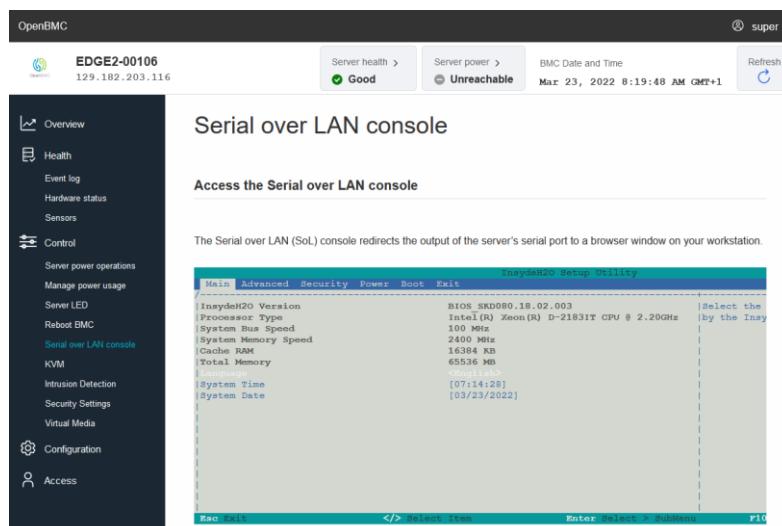 OpenBMC
super
EDGE2-00106
129.182.203.116
Server health >
Good
Server power >
Unreachable
BMC Date and Time
Mar 23, 2022 8:19:48 AM GMT+1
Refresh
Overview
Health
Event log
Hardware status
Sensors
Control
Server power operations
Manage power usage
Server LED
Reboot BMC
Serial over LAN console
KVM
Intrusion Detection
Security Settings
Virtual Media
Configuration
Access
Serial over LAN console
Access the Serial over LAN console
The Serial over LAN (SoL) console redirects the output of the server's serial port to a browser window on your workstation.
InsydeH2O Setup Utility
Main Advanced Security Power Boot Exit
InsydeH2O Version BIOS_SKD080.18.02.003 Select the
Processor Type Intel(R) Xeon(R) D-2183IT CPU @ 2.20GHz by the Insy
System Bus Speed 100 MHz
System Memory Speed 2400 MHz
Cache RAM 16384 KB
Total Memory 65536 MB
Language <English>
System Time [07:14:28]
System Date [03/23/2022]
Esc Exit </> Select Item Enter Select > SubMenu F10